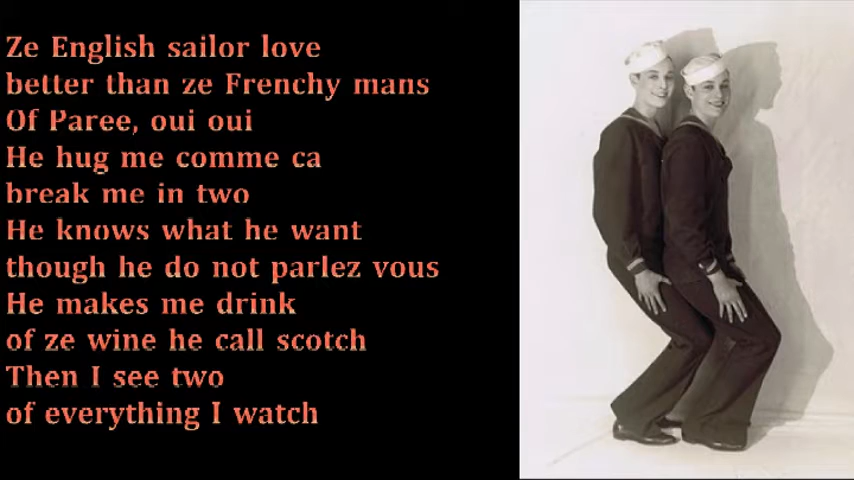 Ze English sailor love
better than ze Frenchy mans
Of Paree, oui oui
He hug me comme ca
break me in two
He knows what he want
though he do not parlez vous
He makes me drink
of ze wine he call scotch
Then I see two
of everything I watch